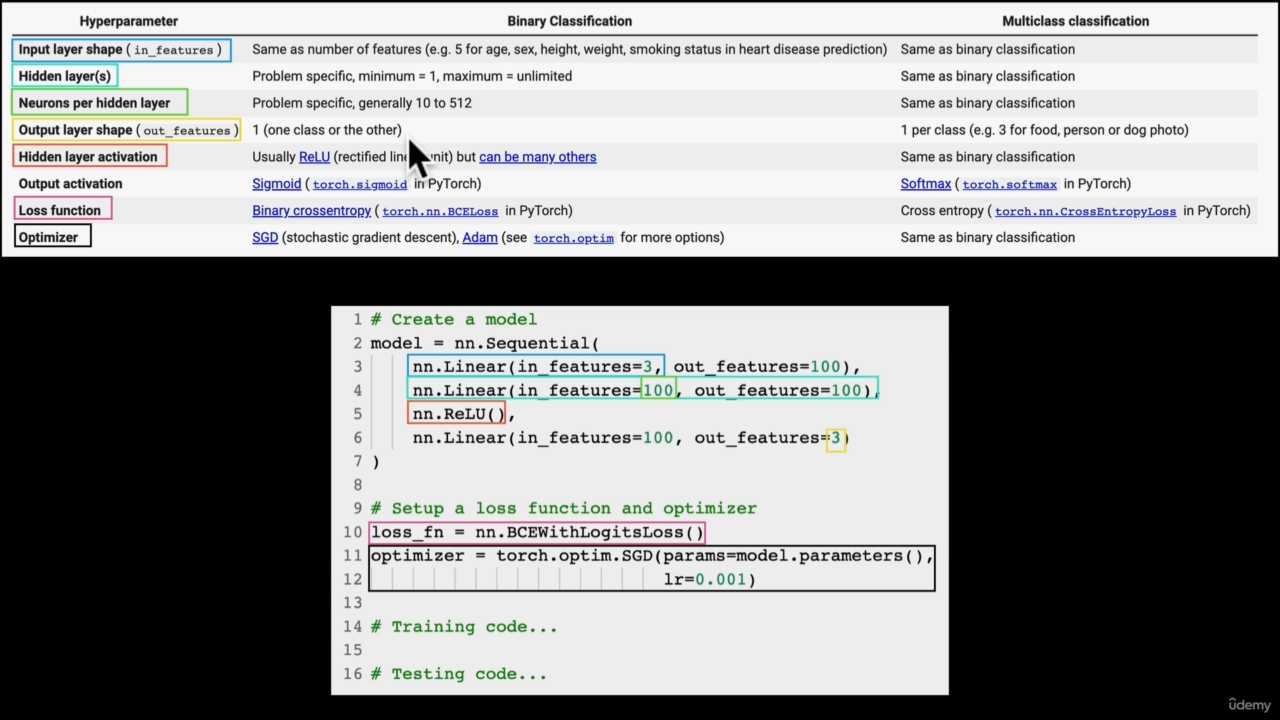 Hyperparameter Binary Classification Multiclass classification
Input layer shape (in_features) Same as number of features (e.g. 5 for age, sex, height, weight, smoking status in heart disease prediction) Same as binary classification
Hidden layer(s) Problem specific, minimum = 1, maximum = unlimited Same as binary classification
Neurons per hidden layer Problem specific, generally 10 to 512 Same as binary classification
Output layer shape (out_features) 1 (one class or the other) 1 per class (e.g. 3 for food, person or dog photo)
Hidden layer activation Usually ReLU (rectified unit) but can be many others Same as binary classification
Output activation Sigmoid (torch.sigmoid in PyTorch) Softmax (torch.softmax in PyTorch)
Loss function Binary crossentropy (torch.nn.BCELoss in PyTorch) Cross entropy (torch.nn.CrossEntropyLoss in PyTorch)
Optimizer SGD (stochastic gradient descent), Adam (see torch.optim for more options) Same as binary classification
1 # Create a model
2 model = nn.Sequential(
3 nn.Linear(in_features=3, out_features=100),
4 nn.Linear(in_features=100, out_features=100),
5 nn.ReLU(),
6 nn.Linear(in_features=100, out_features=3)
7 )
8
9 # Setup a loss function and optimizer
10 loss_fn = nn.BCEWithLogitsLoss()
11 optimizer = torch.optim.SGD(params=model.parameters(),
12 lr=0.001)
13
14 # Training code...
15
16 # Testing code...
ûdemy